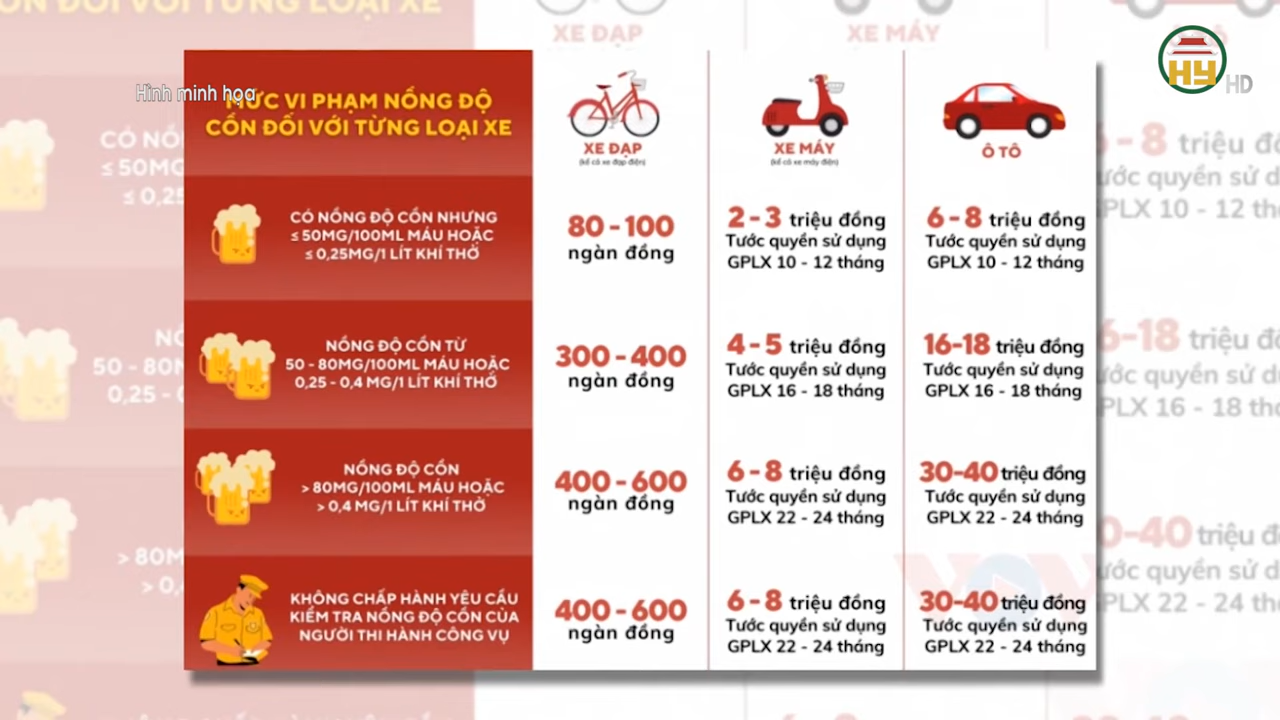 Hình minh họa
MỨC VI PHẠM NỒNG ĐỘ
CỒN ĐỐI VỚI TỪNG LOẠI XE
XE ĐẠP
(kể cả xe đạp điện)
XE MÁY
(kể cả xe máy điện)
Ô TÔ
HY HD
CÓ NỒNG ĐỘ CỒN NHƯNG
≤ 50MG/100ML MÁU HOẶC
≤ 0,25MG/1 LÍT KHÍ THỞ
80 - 100
ngàn đồng
2 - 3 triệu đồng
Tước quyền sử dụng
GPLX 10 - 12 tháng
6 - 8 triệu đồng
Tước quyền sử dụng
GPLX 10 - 12 tháng
NỒNG ĐỘ CỒN TỪ
50 - 80MG/100ML MÁU HOẶC
0,25 - 0,4 MG/1 LÍT KHÍ THỞ
300 - 400
ngàn đồng
4 - 5 triệu đồng
Tước quyền sử dụng
GPLX 16 - 18 tháng
16-18 triệu đồng
Tước quyền sử dụng
GPLX 16 - 18 tháng
NỒNG ĐỘ CỒN
> 80MG/100ML MÁU HOẶC
> 0,4 MG/1 LÍT KHÍ THỞ
400 - 600
ngàn đồng
6 - 8 triệu đồng
Tước quyền sử dụng
GPLX 22 - 24 tháng
30-40 triệu đồng
Tước quyền sử dụng
GPLX 22 - 24 tháng
KHÔNG CHẤP HÀNH YÊU CẦU
KIỂM TRA NỒNG ĐỘ CỒN CỦA
NGƯỜI THI HÀNH CÔNG VỤ
400 - 600
ngàn đồng
6 - 8 triệu đồng
Tước quyền sử dụng
GPLX 22 - 24 tháng
30-40 triệu đồng
Tước quyền sử dụng
GPLX 22 - 24 tháng